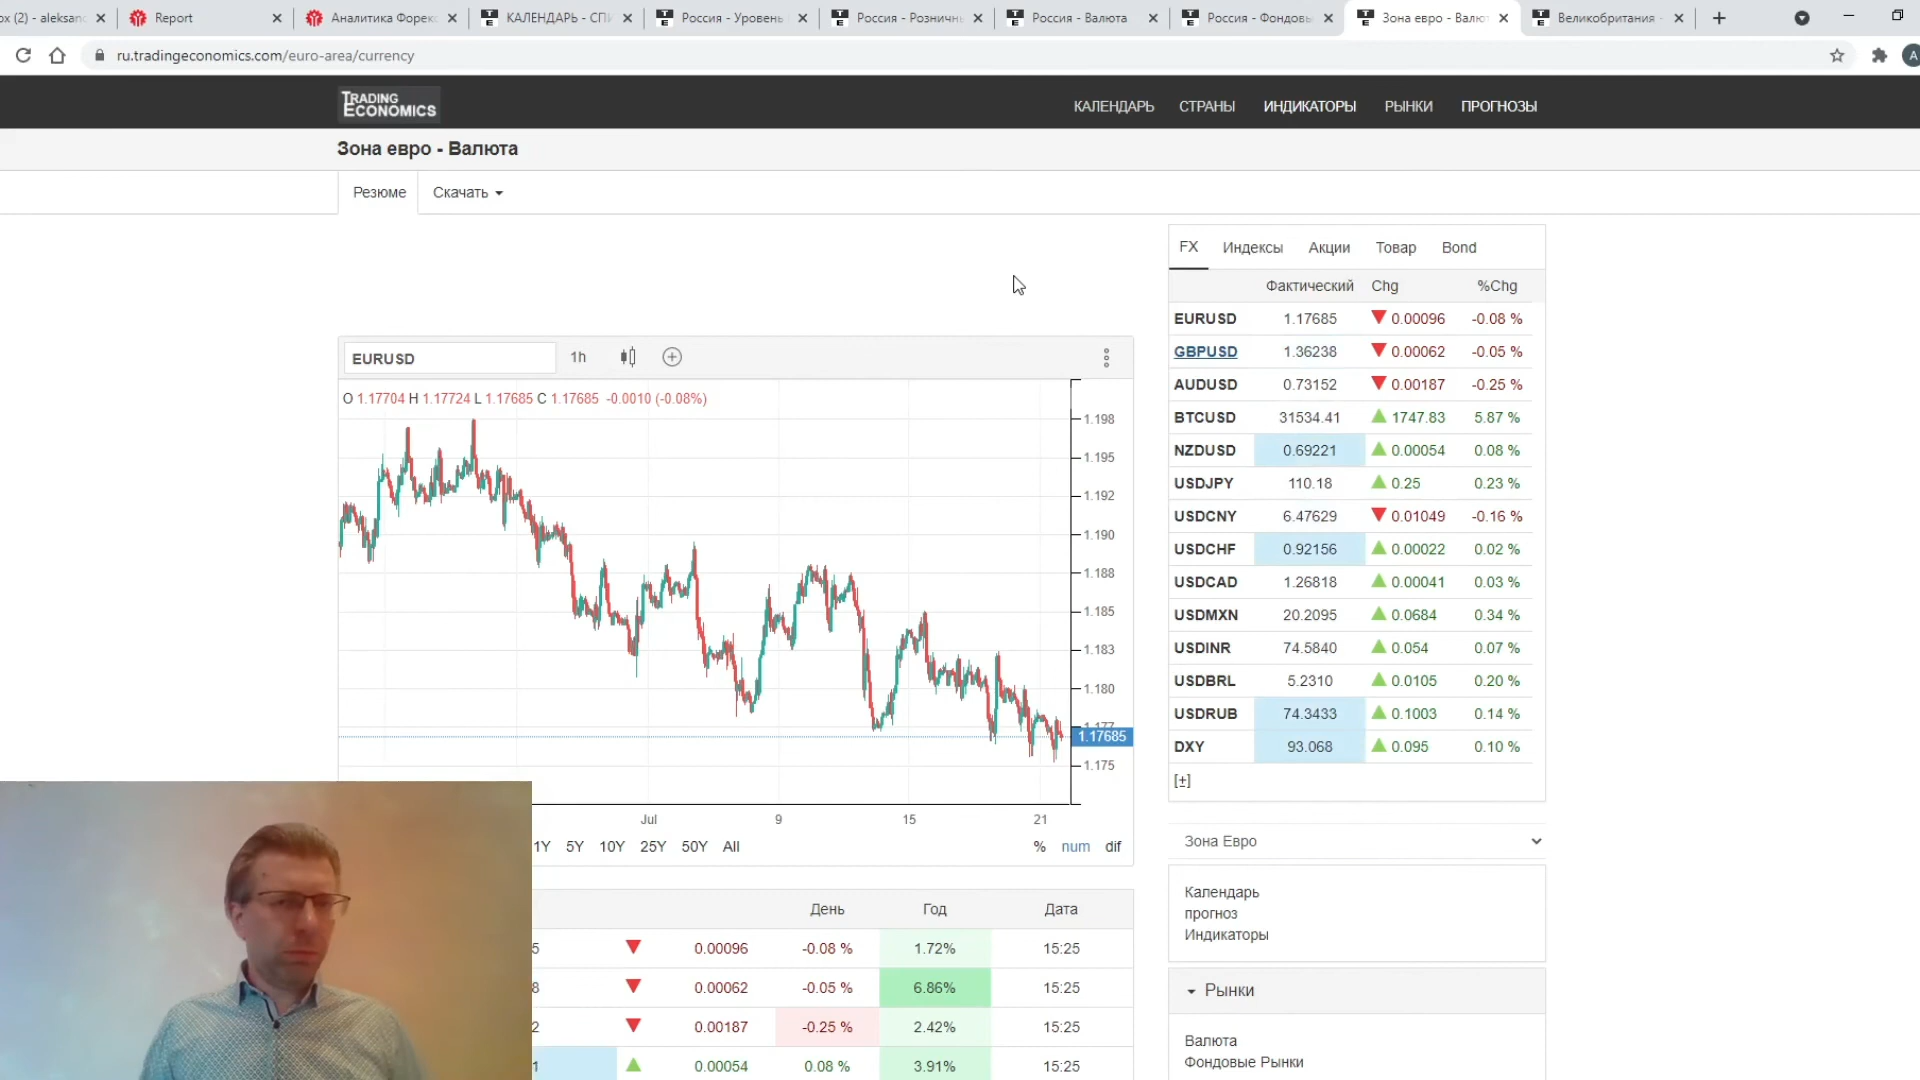 ox (2) - aleksan
Report
Аналитика Форек
КАЛЕНДАРЬ - СПИ
Россия - Уровень
Россия - Розничн
Россия - Валюта
Россия - Фондовы
Зона евро - Валют
Великобритания -
ru.tradingeconomics.com/euro-area/currency
A
TRADING
ECONOMICS
КАЛЕНДАРЬ СТРАНЫ ИНДИКАТОРЫ РЫНКИ ПРОГНОЗЫ
Зона евро - Валюта
Резюме Скачать
EURUSD 1h
O 1.17704 H 1.17724 L 1.17685 C 1.17685 -0.0010 (-0.08%)
1.198
1.195
1.192
1.190
1.188
1.185
1.183
1.180
1.177
1.17685
1.175
Jul 9 15 21
1Y 5Y 10Y 25Y 50Y All % num dif
День Год Дата
5 0.00096 -0.08 % 1.72% 15:25
8 0.00062 -0.05 % 6.86% 15:25
2 0.00187 -0.25 % 2.42% 15:25
1 0.00054 0.08 % 3.91% 15:25
FX Индексы Акции Товар Bond
Фактический Chg %Chg
EURUSD 1.17685 0.00096 -0.08 %
GBPUSD 1.36238 0.00062 -0.05 %
AUDUSD 0.73152 0.00187 -0.25 %
BTCUSD 31534.41 1747.83 5.87 %
NZDUSD 0.69221 0.00054 0.08 %
USDJPY 110.18 0.25 0.23 %
USDCNY 6.47629 0.01049 -0.16 %
USDCHF 0.92156 0.00022 0.02 %
USDCAD 1.26818 0.00041 0.03 %
USDMXN 20.2095 0.0684 0.34 %
USDINR 74.5840 0.054 0.07 %
USDBRL 5.2310 0.0105 0.20 %
USDRUB 74.3433 0.1003 0.14 %
DXY 93.068 0.095 0.10 %
[±]
Зона Евро
Календарь
прогноз
Индикаторы
Рынки
Валюта
Фондовые Рынки